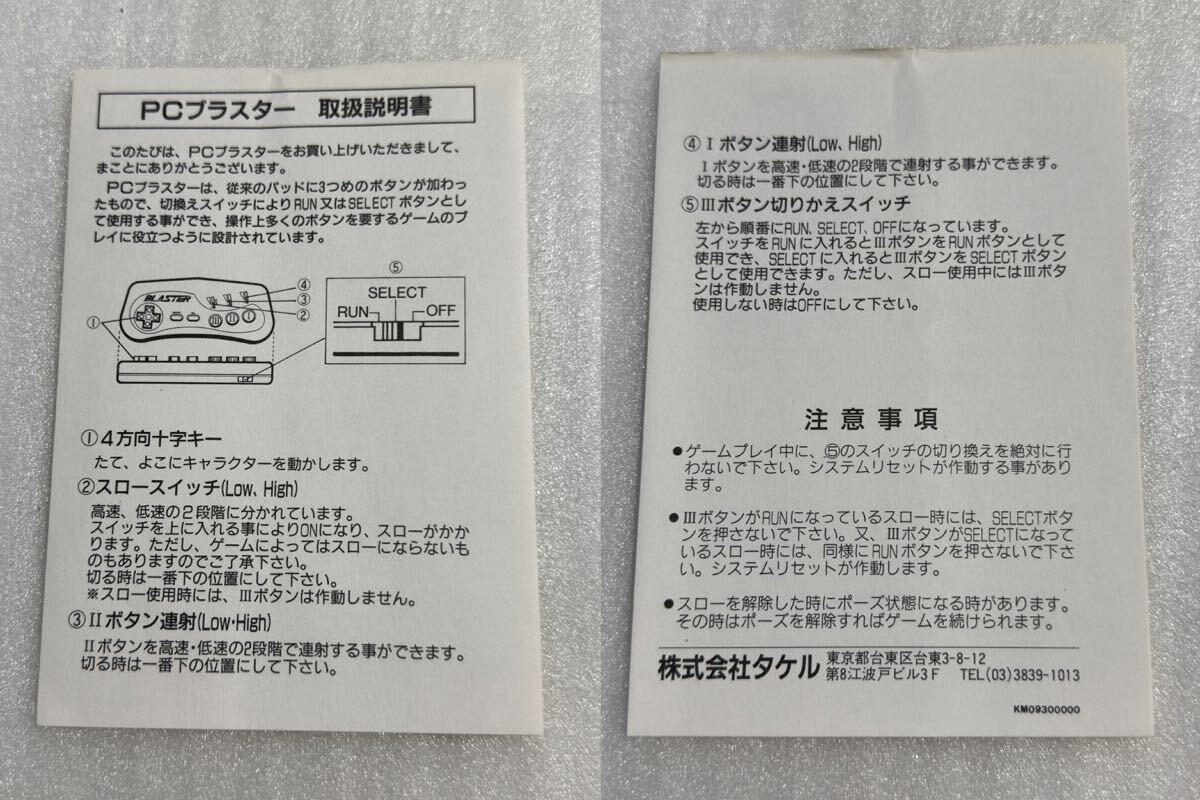 PCブラスター 取扱説明書
このたびは、PCブラスターをお買い上げいただきまして、
まことにありがとうございます。
PCブラスターは、従来のパッドに3つめのボタンが加わっ
たもので、切換えスイッチによりRUN又はSELECTボタンとし
て使用する事ができ、操作上多くのボタンを要するゲームのプ
レイに役立つように設計されています。
⑤
④
③
②
①
BLASTER
III II I
SELECT
RUN
OFF
①4方向十字キー
たて、よこにキャラクターを動かします。
②スロースイッチ(Low、High)
高速、低速の2段階に分かれています。
スイッチを上に入れる事によりONになり、スローがかか
ります。ただし、ゲームによってはスローにならないも
のもありますのでご了承下さい。
切る時は一番下の位置にして下さい。
※スロー使用時には、IIIボタンは作動しません。
③IIボタン連射(Low・High)
IIボタンを高速・低速の2段階で連射する事ができます。
切る時は一番下の位置にして下さい。
④Iボタン連射(Low、High)
Iボタンを高速・低速の2段階で連射する事ができます。
切る時は一番下の位置にして下さい。
⑤IIIボタン切りかえスイッチ
左から順番にRUN、SELECT、OFFになっています。
スイッチをRUNに入れるとIIIボタンをRUNボタンとして
使用でき、SELECTに入れるとIIIボタンをSELECTボタン
として使用できます。ただし、スロー使用中にはIIIボタ
ンは作動しません。
使用しない時はOFFにして下さい。
注意事項
●ゲームプレイ中に、⑤のスイッチの切り換えを絶対に行
わないで下さい。システムリセットが作動する事があり
ます。
●IIIボタンがRUNになっているスロー時には、SELECTボタ
ンを押さないで下さい。又、IIIボタンがSELECTになって
いるスロー時には、同様にRUNボタンを押さないで下さ
い。システムリセットが作動します。
●スローを解除した時にポーズ状態になる時があります。
その時はポーズを解除すればゲームを続けられます。
株式会社タケル 東京都台東区台東3-8-12
第8江波戸ビル3F TEL(03)3839-1013
KM09300000